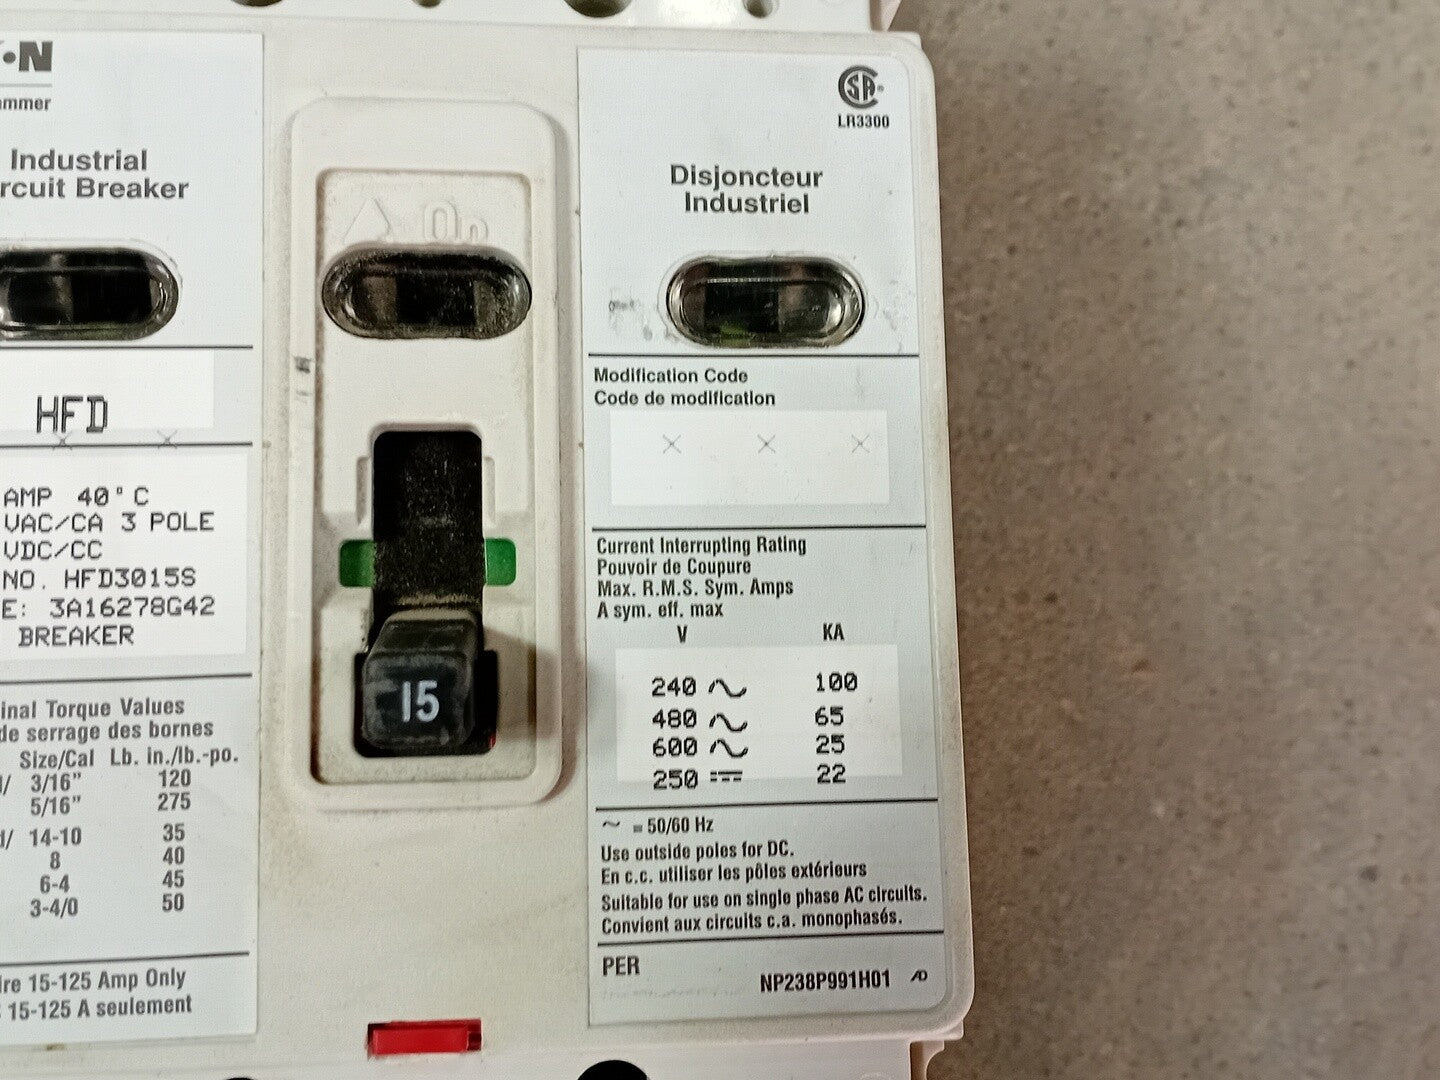 •N
ammer
Industrial
rcuit Breaker
HFD
AMP 40°C
VAC/CA 3 POLE
VDC/CC
NO. HFD3015S
E: 3A16278G42
BREAKER
inal Torque Values
de serrage des bornes
Size/Cal Lb. in./lb.-po.
/ 3/16" 120
5/16" 275
/ 14-10 35
8 40
6-4 45
3-4/0 50
ire 15-125 Amp Only
15-125 A seulement
On
15
CSA
LR3300
Disjoncteur
Industriel
Modification Code
Code de modification
Current Interrupting Rating
Pouvoir de Coupure
Max. R.M.S. Sym. Amps
A sym. eff. max
V KA
240 ∿ 100
480 ∿ 65
600 ∿ 25
250 ⎓ 22
~ = 50/60 Hz
Use outside poles for DC.
En c.c. utiliser les pôles extérieurs
Suitable for use on single phase AC circuits.
Convient aux circuits c.a. monophasés.
PER
NP238P991H01